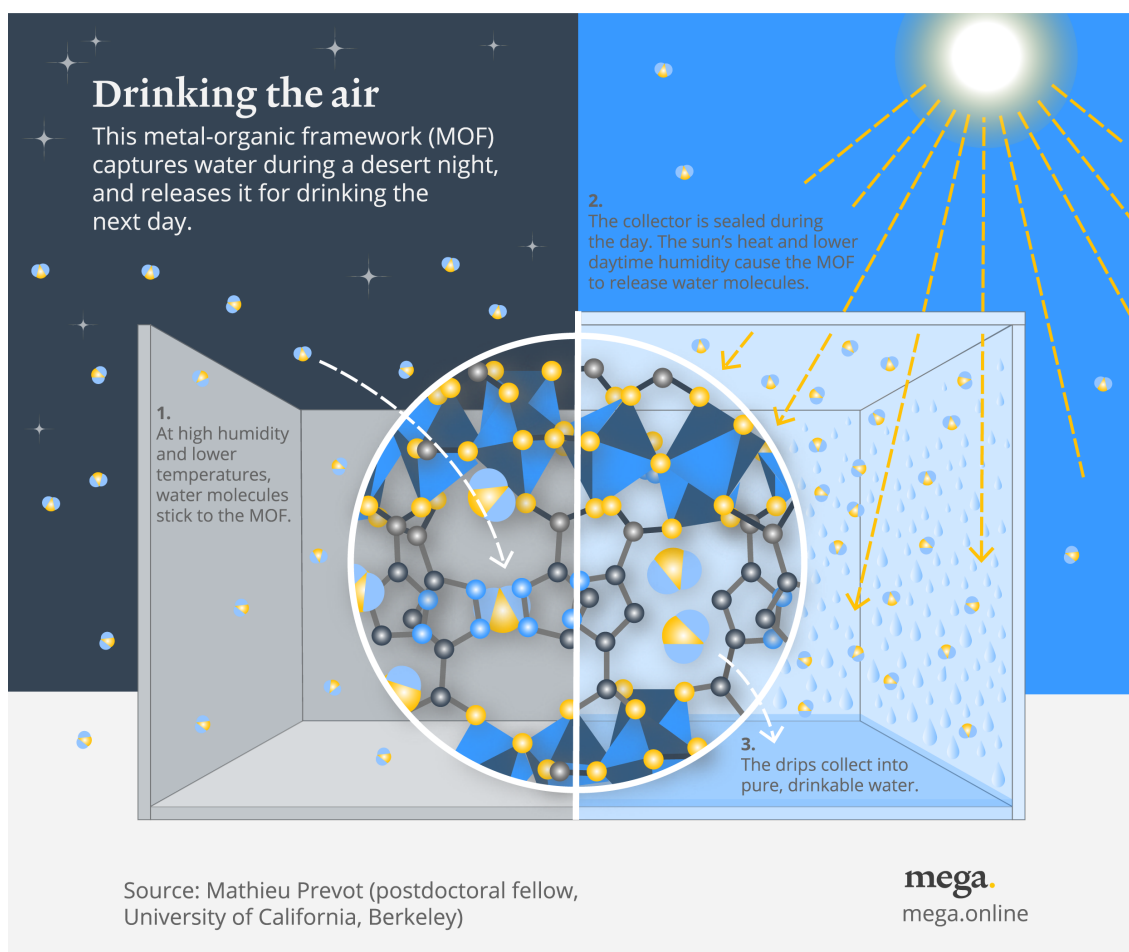 Drinking the air
This metal-organic framework (MOF)
captures water during a desert night,
and releases it for drinking the
next day.
1.
At high humidity
and lower
temperatures,
water molecules
stick to the MOF.
2.
The collector is sealed during
the day. The sun’s heat and lower
daytime humidity cause the MOF
to release water molecules.
3.
The drips collect into
pure, drinkable water.
Source: Mathieu Prevot (postdoctoral fellow,
University of California, Berkeley)
mega.
mega.online